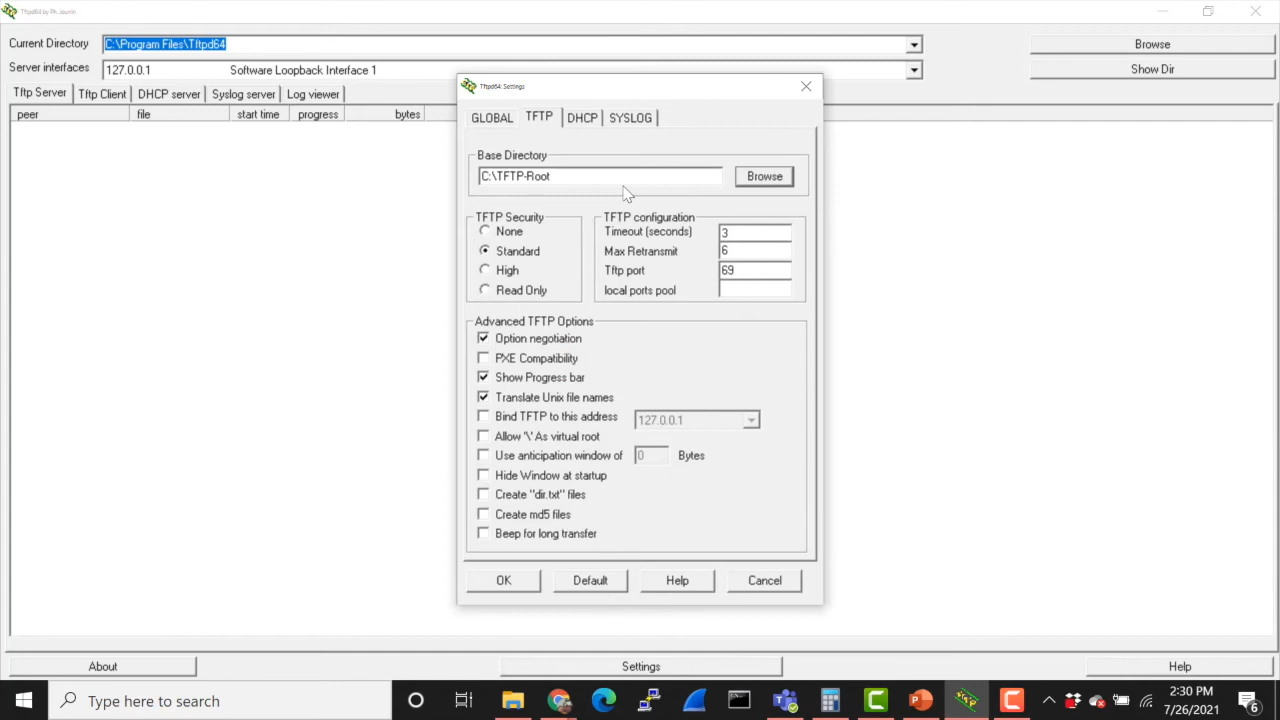 Tftpd64 by Ph. Jounin
Current Directory C:\Program Files\Tftpd64 Browse
Server interfaces 127.0.0.1 Software Loopback Interface 1 Show Dir
Tftp Server Tftp Client DHCP server Syslog server Log viewer
peer file start time progress bytes
Tftpd64: Settings
GLOBAL TFTP DHCP SYSLOG
Base Directory
C:\TFTP-Root Browse
TFTP Security
None
Standard
High
Read Only
TFTP configuration
Timeout (seconds) 3
Max Retransmit 6
Tftp port 69
local ports pool
Advanced TFTP Options
Option negotiation
PXE Compatibility
Show Progress bar
Translate Unix file names
Bind TFTP to this address 127.0.0.1
Allow '\' As virtual root
Use anticipation window of 0 Bytes
Hide Window at startup
Create "dir.txt" files
Create md5 files
Beep for long transfer
OK Default Help Cancel
About Settings Help
Type here to search
2:30 PM
7/26/2021
6